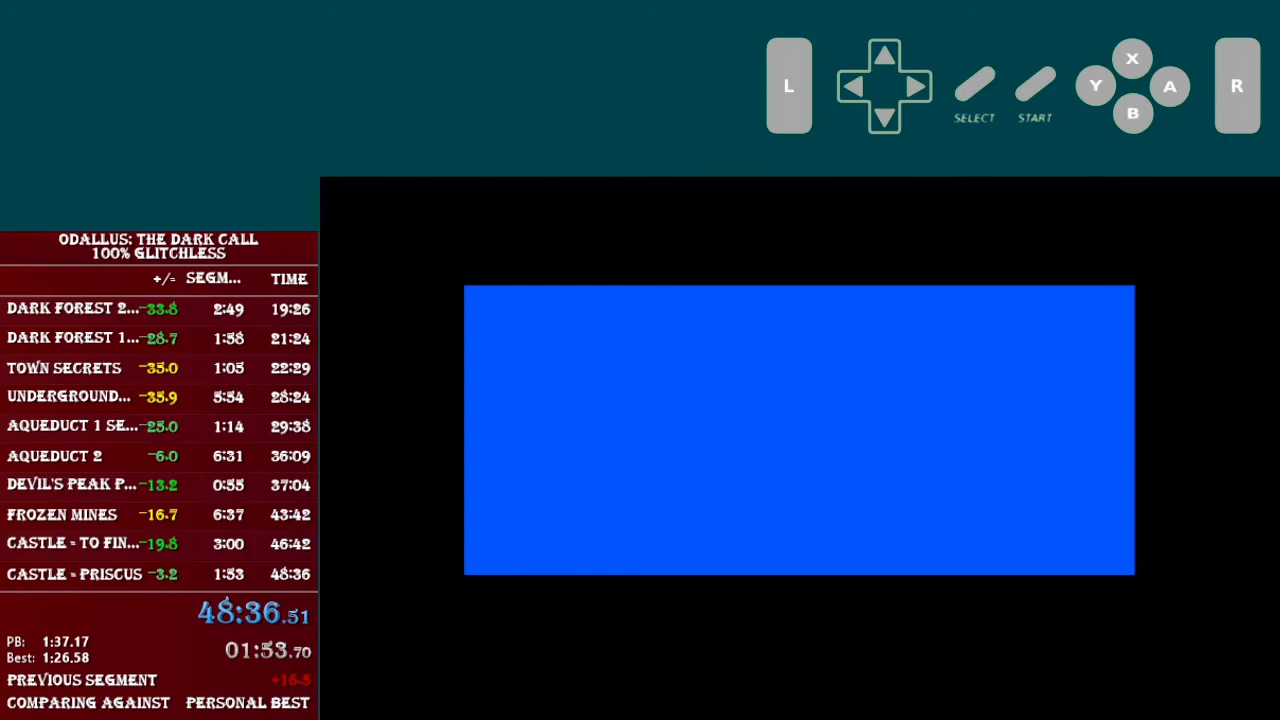 L
SELECT
START
X
Y
A
B
R
ODALLUS: THE DARK CALL
100% GLITCHLESS
+/- SEGM... TIME
DARK FOREST 2... -33.8 2:49 19:26
DARK FOREST 1... -28.7 1:58 21:24
TOWN SECRETS -35.0 1:05 22:29
UNDERGROUND... -35.9 5:54 28:24
AQUEDUCT 1 SE... -25.0 1:14 29:38
AQUEDUCT 2 -6.0 6:31 36:09
DEVIL'S PEAK P... -13.2 0:55 37:04
FROZEN MINES -16.7 6:37 43:42
CASTLE - TO FIN... -19.8 3:00 46:42
CASTLE - PRISCUS -3.2 1:53 48:36
48:36.51
PB: 1:37.17
01:53.70
Best: 1:26.58
PREVIOUS SEGMENT +16.5
COMPARING AGAINST PERSONAL BEST